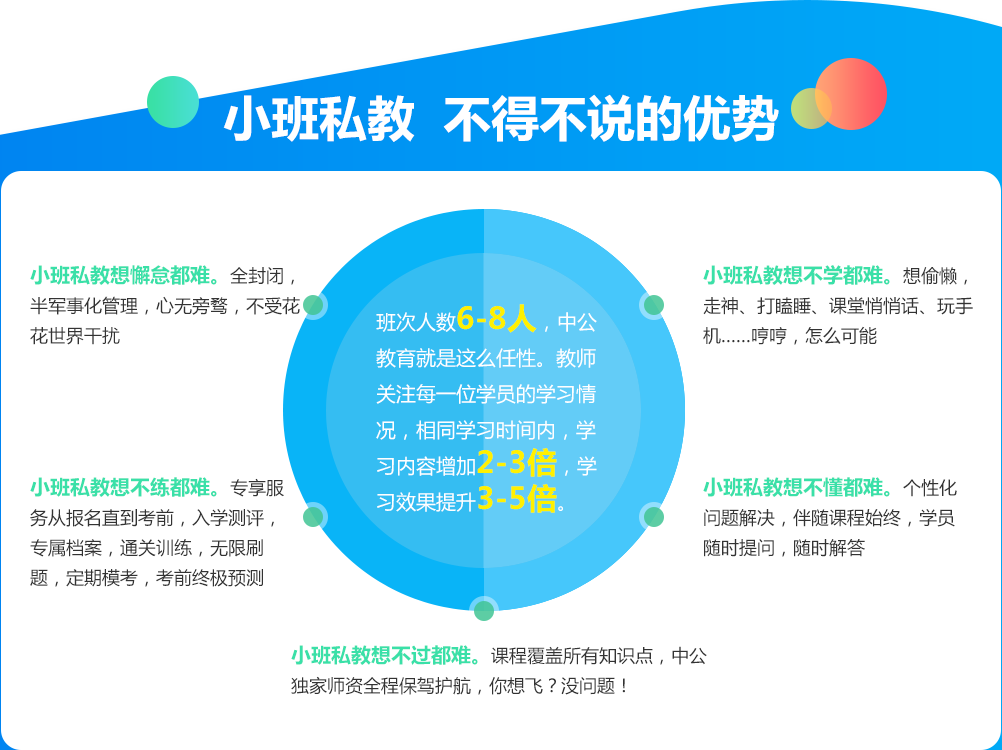 小班私教 不得不说的优势
小班私教想懈怠都难。全封闭，
半军事化管理，心无旁骛，不受花
花世界干扰
小班私教想不学都难。想偷懒，
走神、打瞌睡、课堂悄悄话、玩手
机......哼哼，怎么可能
班次人数6-8人，中公
教育就是这么任性。教师
关注每一位学员的学习情
况，相同学习时间内，学
习内容增加2-3倍，学
习效果提升3-5倍。
小班私教想不练都难。专享服
务从报名直到考前，入学测评，
专属档案，通关训练，无限刷
题，定期模考，考前终极预测
小班私教想不懂都难。个性化
问题解决，伴随课程始终，学员
随时提问，随时解答
小班私教想不过都难。课程覆盖所有知识点，中公
独家师资全程保驾护航，你想飞？没问题！